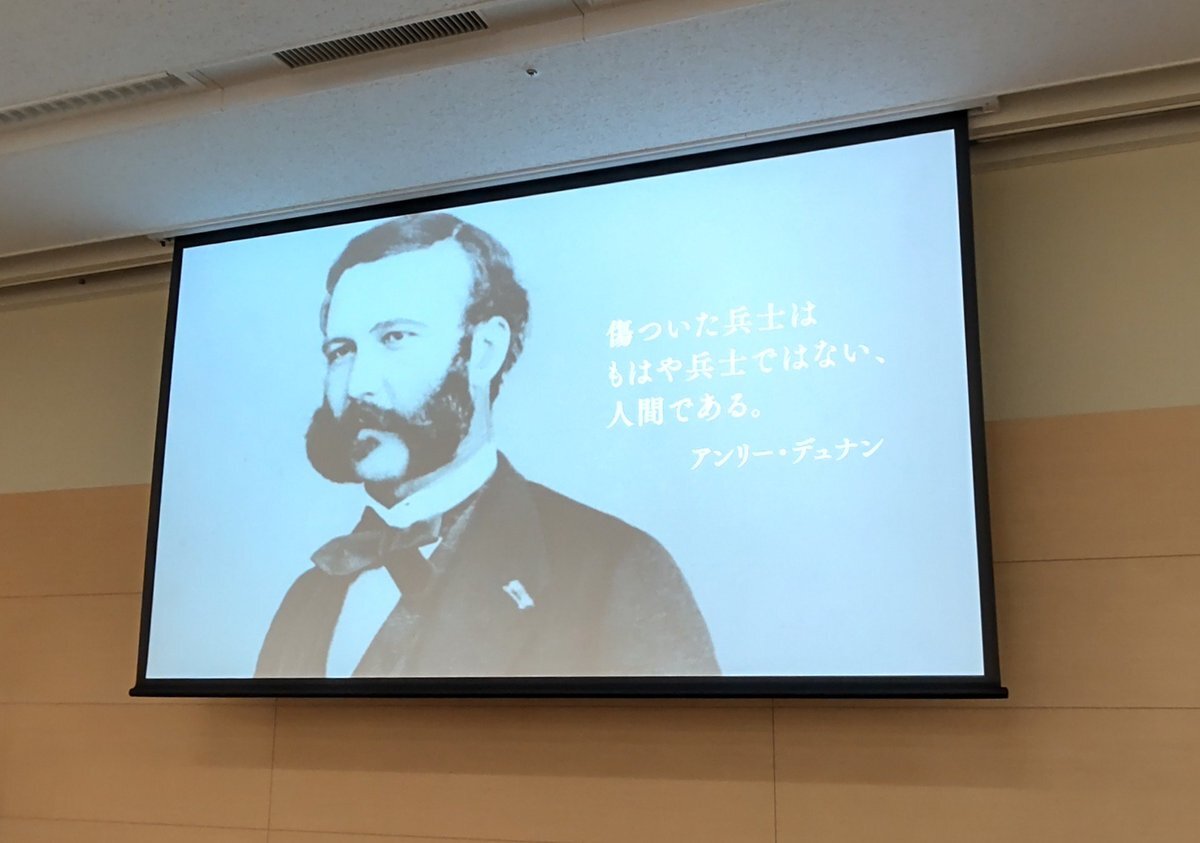 傷ついた兵士は
もはや兵士ではない、
人間である。
アンリー・デュナン